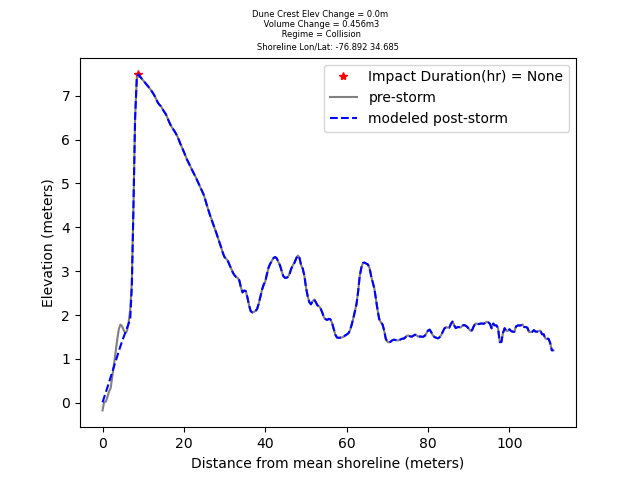 Dune Crest Elev Change = 0.0m
Volume Change = 0.456m3
Regime = Collision
Shoreline Lon/Lat: -76.892 34.685
Impact Duration(hr) = None
pre-storm
modeled post-storm
Elevation (meters)
7
6
5
4
3
2
1
0
0 20 40 60 80 100
Distance from mean shoreline (meters)